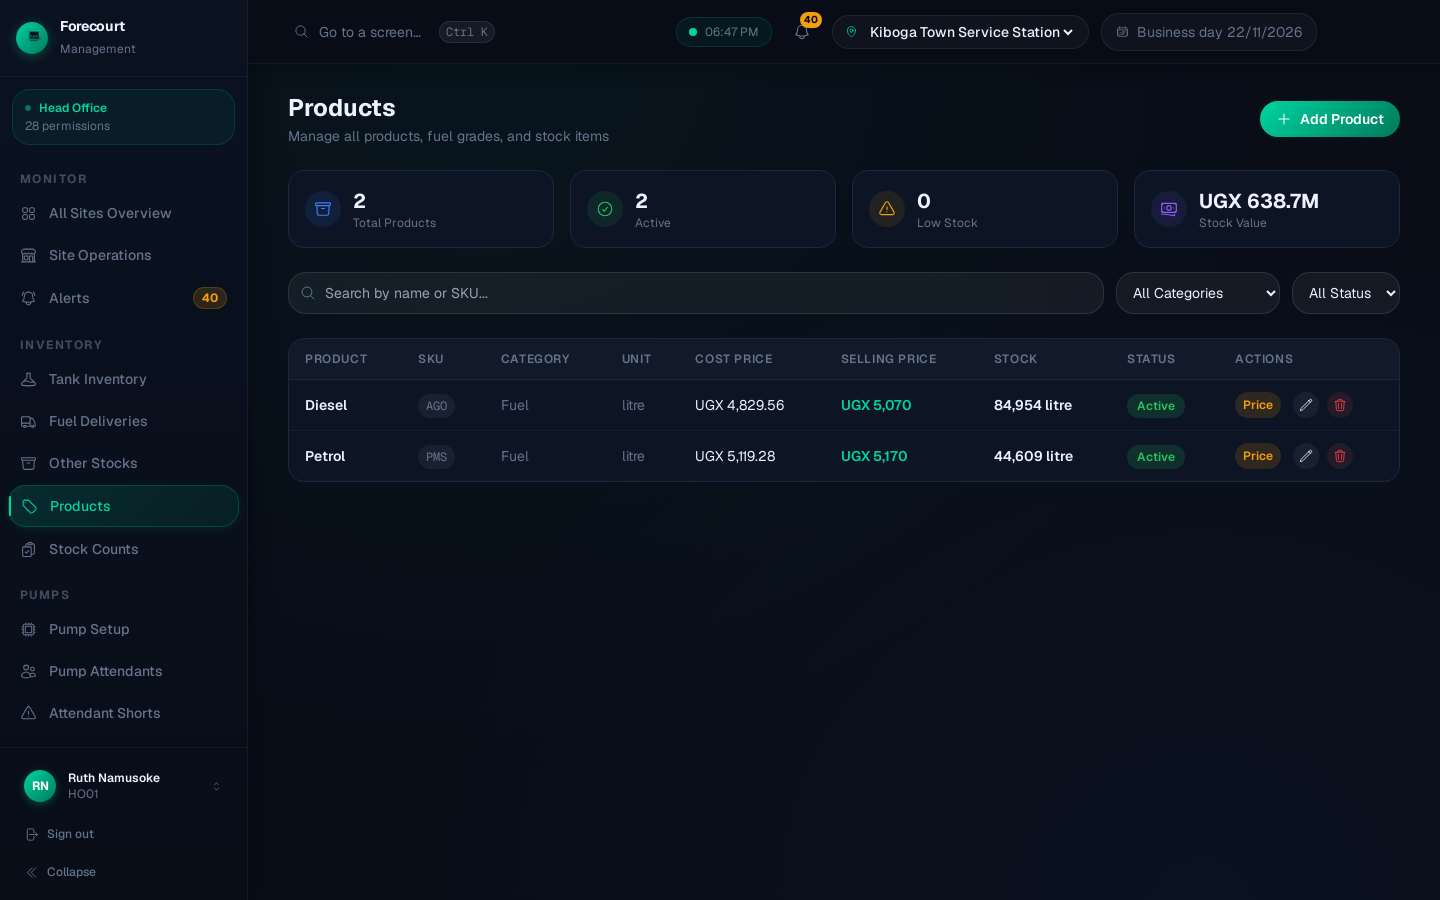 Forecourt
Management
Head Office
28 permissions
MONITOR
All Sites Overview
Site Operations
Alerts 40
INVENTORY
Tank Inventory
Fuel Deliveries
Other Stocks
Products
Stock Counts
PUMPS
Pump Setup
Pump Attendants
Attendant Shorts
RN
Ruth Namusoke
HO01
Sign out
Collapse
Go to a screen... Ctrl K
06:47 PM
40
Kiboga Town Service Station
Business day 22/11/2026
Products
Manage all products, fuel grades, and stock items
Add Product
2
Total Products
2
Active
0
Low Stock
UGX 638.7M
Stock Value
Search by name or SKU...
All Categories
All Status
PRODUCT SKU CATEGORY UNIT COST PRICE SELLING PRICE STOCK STATUS ACTIONS
Diesel AGO Fuel litre UGX 4,829.56 UGX 5,070 84,954 litre Active Price
Petrol PMS Fuel litre UGX 5,119.28 UGX 5,170 44,609 litre Active Price